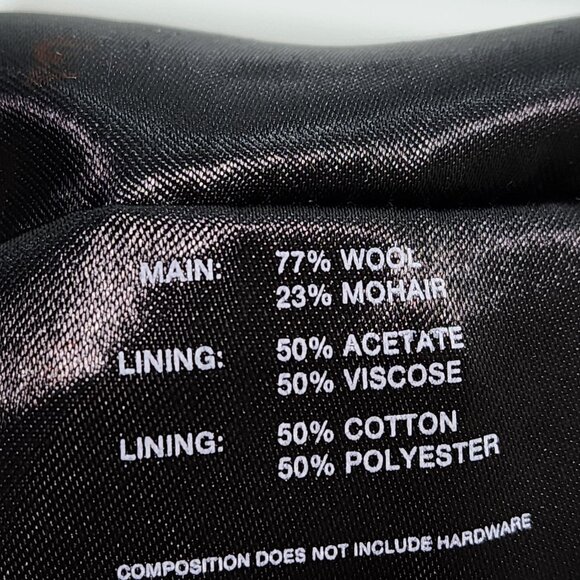 MAIN: 77% WOOL
23% MOHAIR
LINING: 50% ACETATE
50% VISCOSE
LINING: 50% COTTON
50% POLYESTER
COMPOSITION DOES NOT INCLUDE HARDWARE